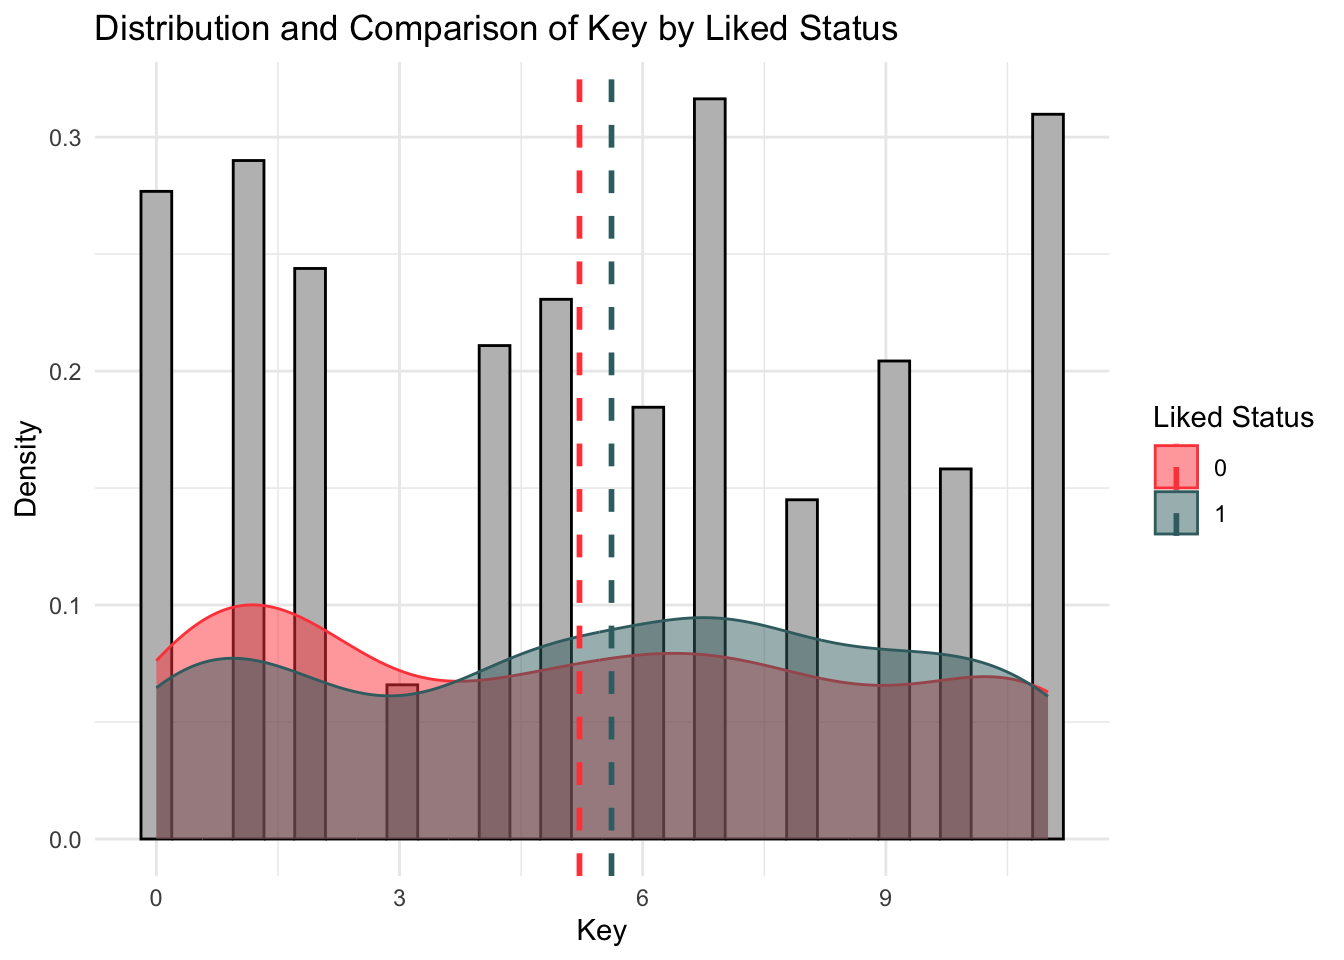 Distribution and Comparison of Key by Liked Status
0.3
0.2
0.1
0.0
Density
0 3 6 9
Key
Liked Status
0
1